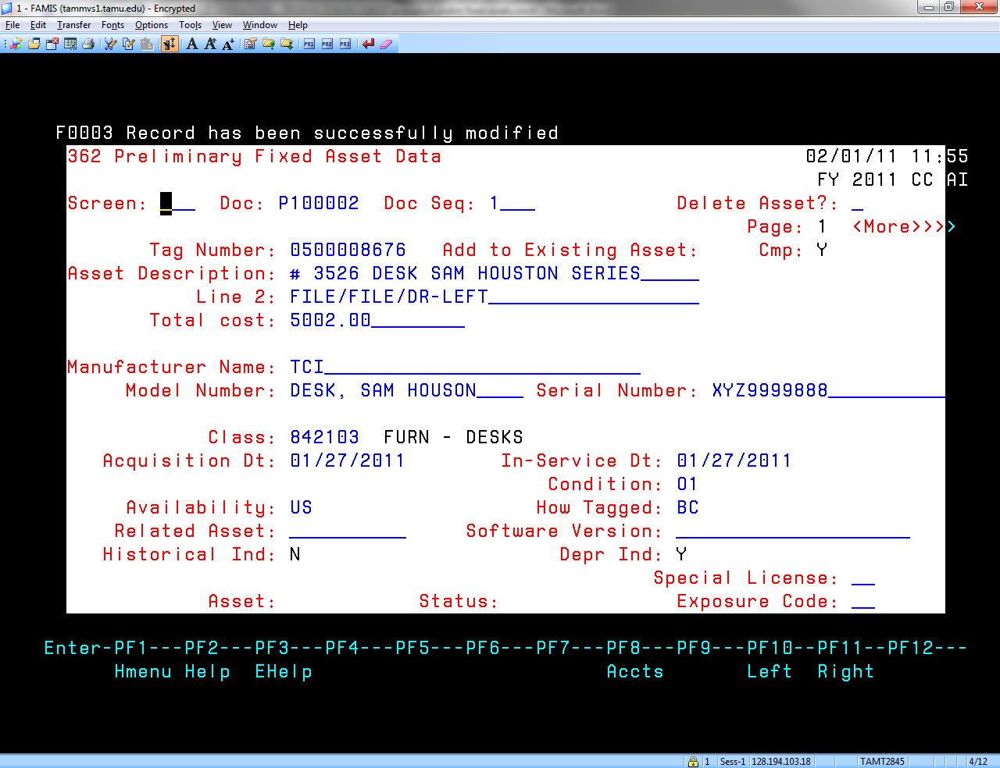 1 - FAMIS (tammvs1.tamu.edu) - Encrypted
File Edit Transfer Fonts Options Tools View Window Help
PA1 PA2 PA3
F0003 Record has been successfully modified
362 Preliminary Fixed Asset Data 02/01/11 11:55
FY 2011 CC AI
Screen: ___ Doc: P100002 Doc Seq: 1___ Delete Asset?: _
Page: 1 <More>>>>
Tag Number: 0500008676 Add to Existing Asset: Cmp: Y
Asset Description: # 3526 DESK SAM HOUSTON SERIES_____
Line 2: FILE/FILE/DR-LEFT__________________
Total cost: 5002.00________
Manufacturer Name: TCI___________________________
Model Number: DESK, SAM HOUSON____ Serial Number: XYZ9999888__________
Class: 842103 FURN - DESKS
Acquisition Dt: 01/27/2011 In-Service Dt: 01/27/2011
Condition: 01
Availability: US How Tagged: BC
Related Asset: __________ Software Version: ____________________
Historical Ind: N Depr Ind: Y
Special License: __
Asset: Status: Exposure Code: __
Enter-PF1---PF2---PF3---PF4---PF5---PF6---PF7---PF8---PF9---PF10--PF11--PF12---
Hmenu Help EHelp Accts Left Right
1 Sess-1 128.194.103.18 TAMT2845 4/12